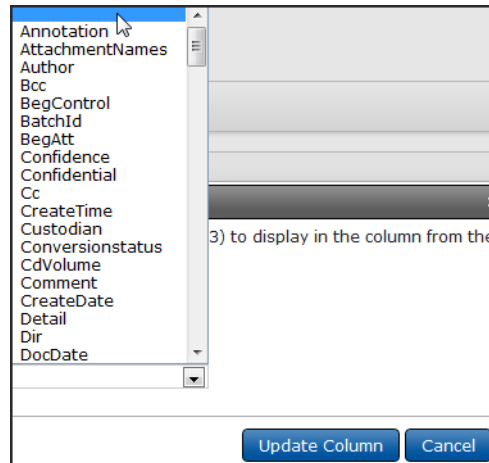 Annotation
AttachmentNames
Author
Bcc
BegControl
BatchId
BegAtt
Confidence
Confidential
Cc
CreateTime
Custodian
Conversionstatus
CdVolume
Comment
CreateDate
Detail
Dir
DocDate
3) to display in the column from the
Update Column
Cancel